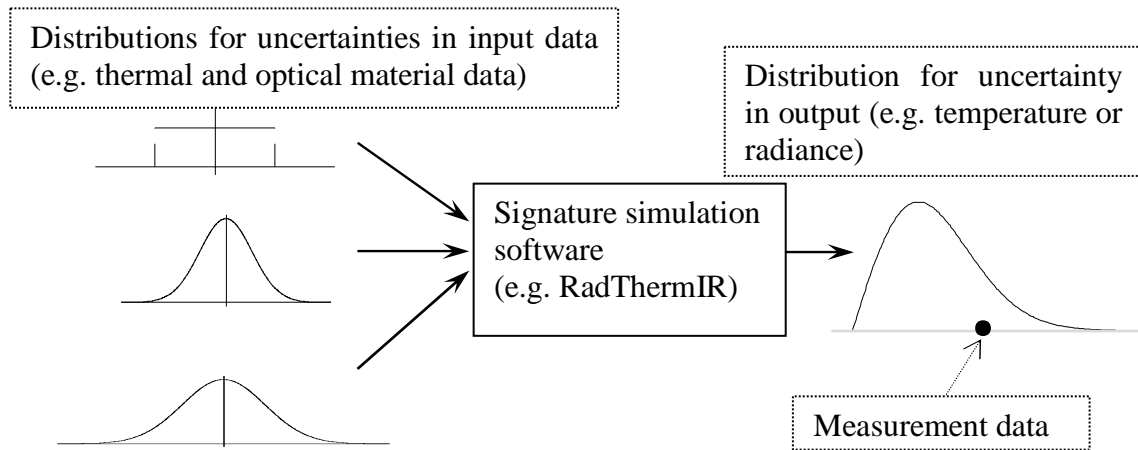 Distributions for uncertainties in input data
(e.g. thermal and optical material data)
Distribution for uncertainty
in output (e.g. temperature or
radiance)
Signature simulation
software
(e.g. RadThermIR)
Measurement data